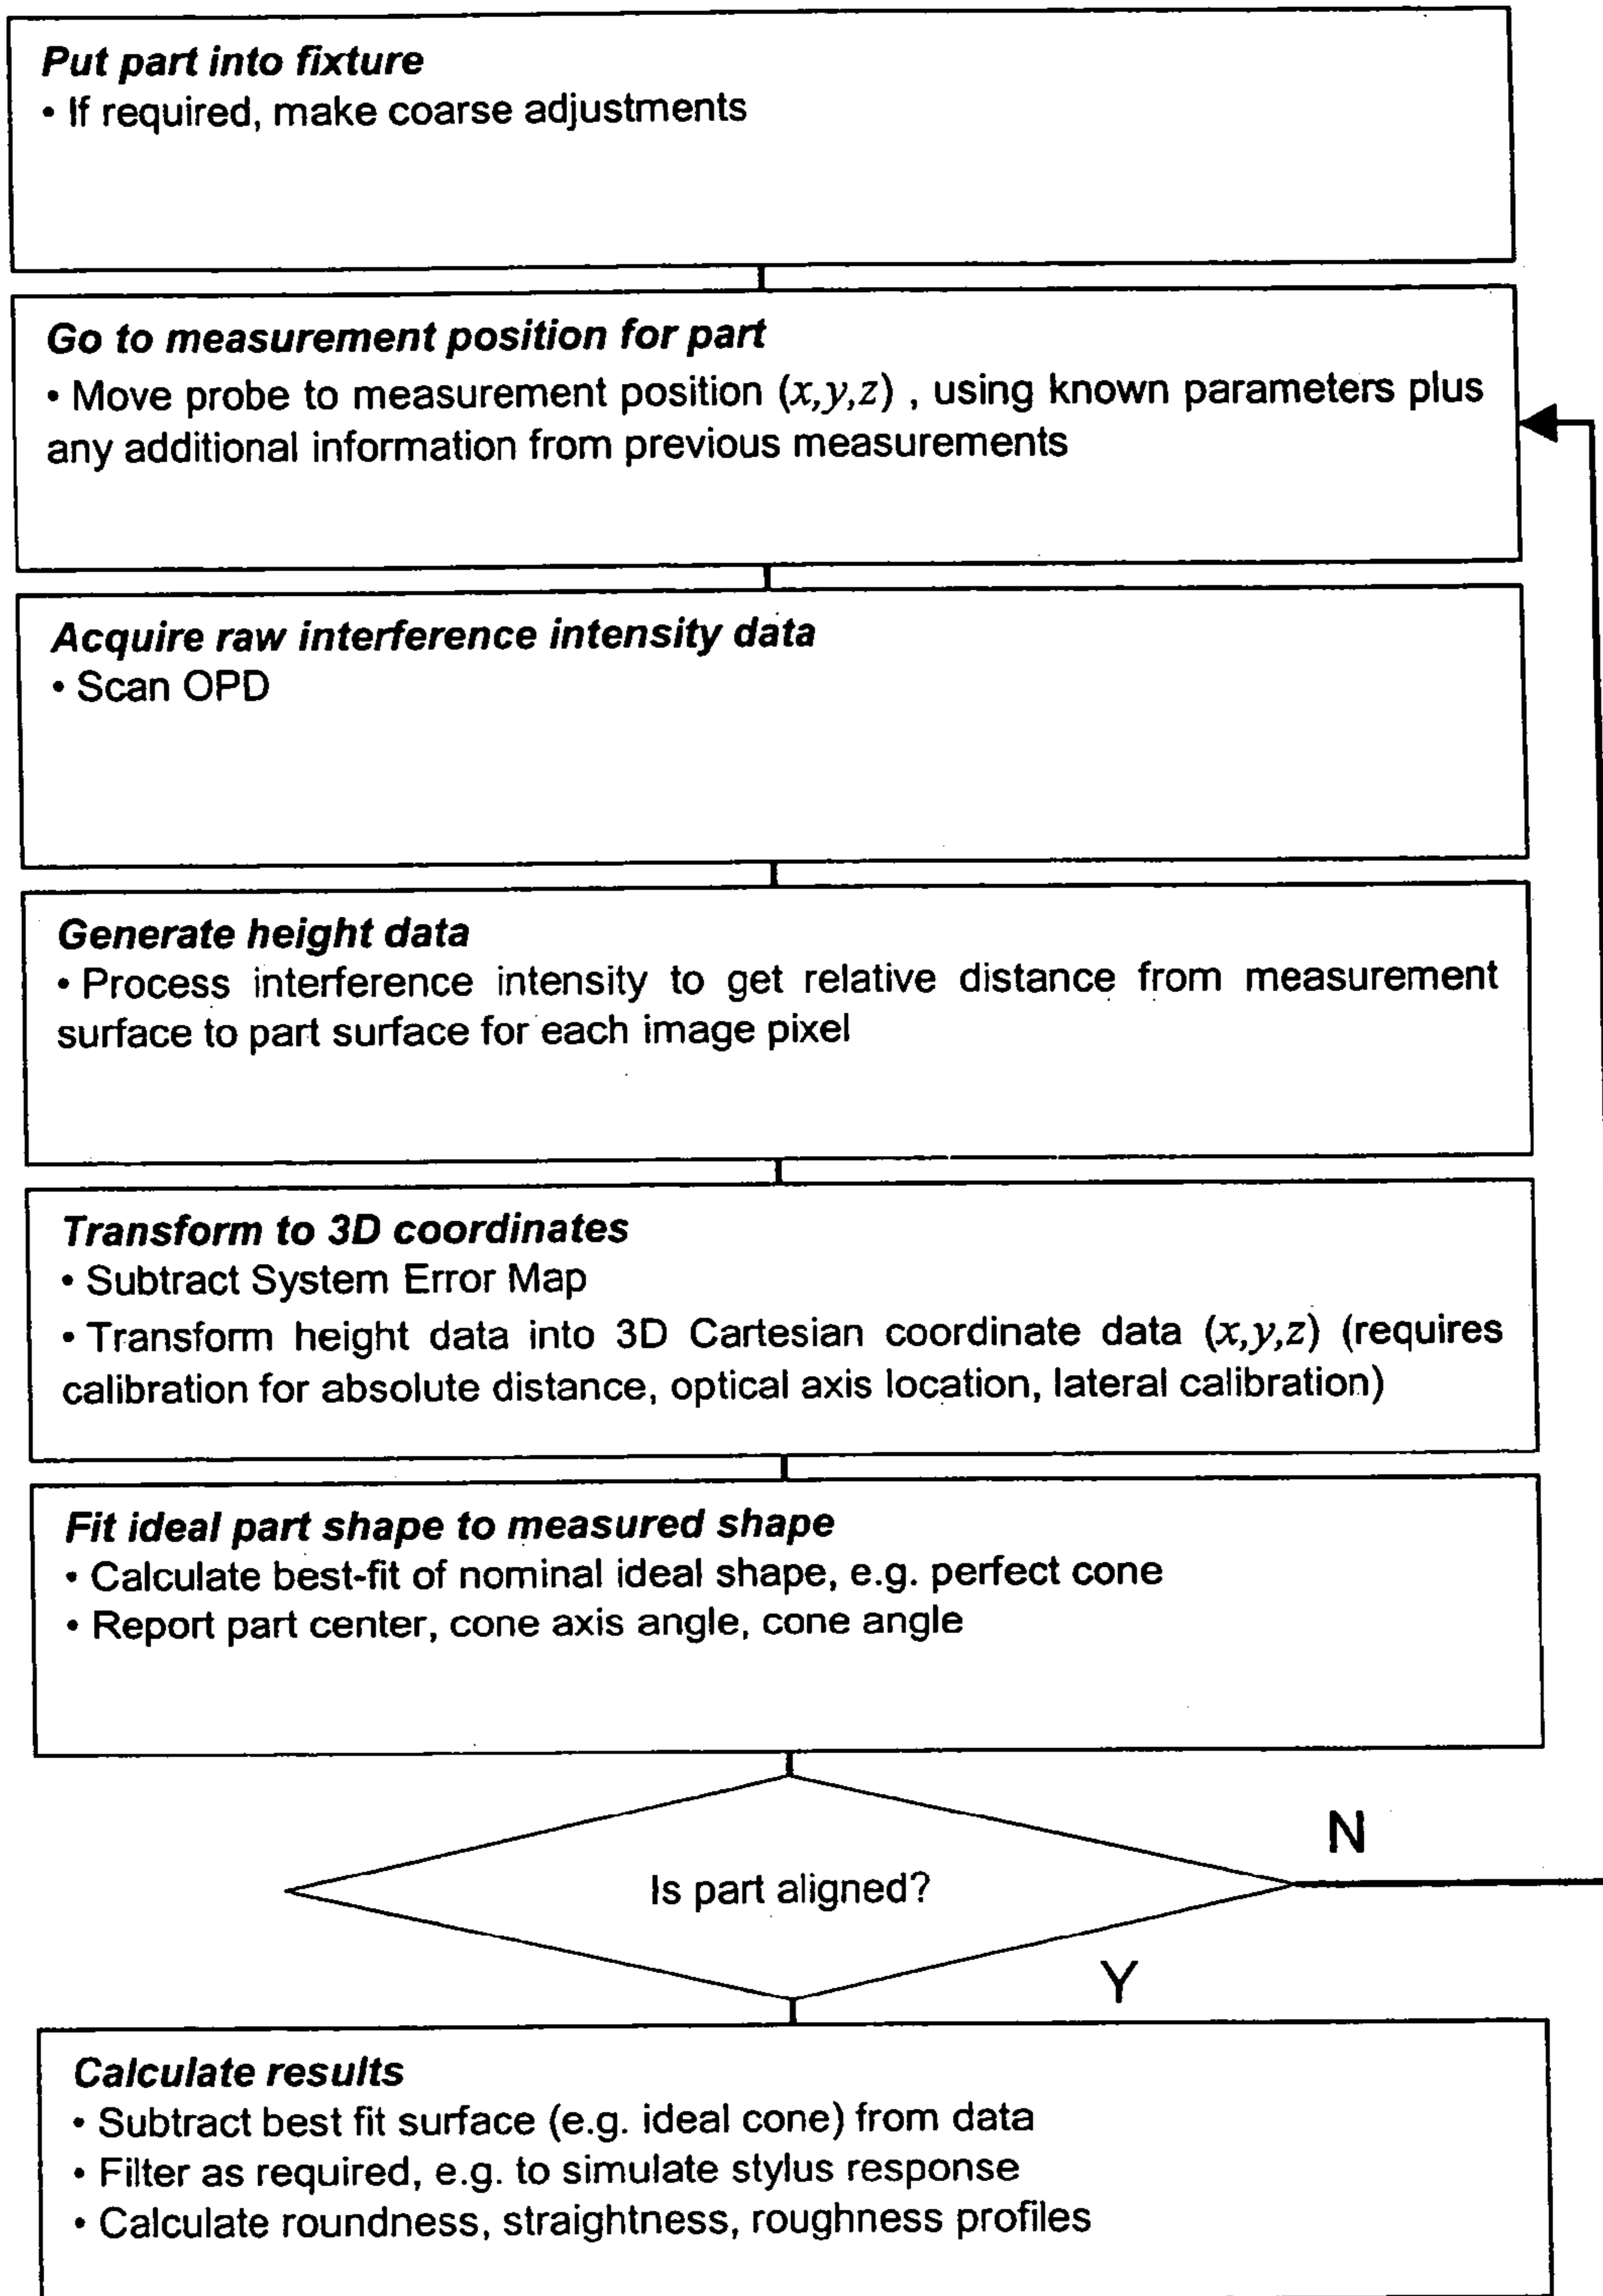 Put part into fixture
• If required, make coarse adjustments
Go to measurement position for part
• Move probe to measurement position (x,y,z) , using known parameters plus
any additional information from previous measurements
Acquire raw interference intensity data
• Scan OPD
Generate height data
• Process interference intensity to get relative distance from measurement
surface to part surface for each image pixel
Transform to 3D coordinates
• Subtract System Error Map
• Transform height data into 3D Cartesian coordinate data (x,y,z) (requires
calibration for absolute distance, optical axis location, lateral calibration)
Fit ideal part shape to measured shape
• Calculate best-fit of nominal ideal shape, e.g. perfect cone
• Report part center, cone axis angle, cone angle
N
Is part aligned?
Y
Calculate results
• Subtract best fit surface (e.g. ideal cone) from data
• Filter as required, e.g. to simulate stylus response
• Calculate roundness, straightness, roughness profiles